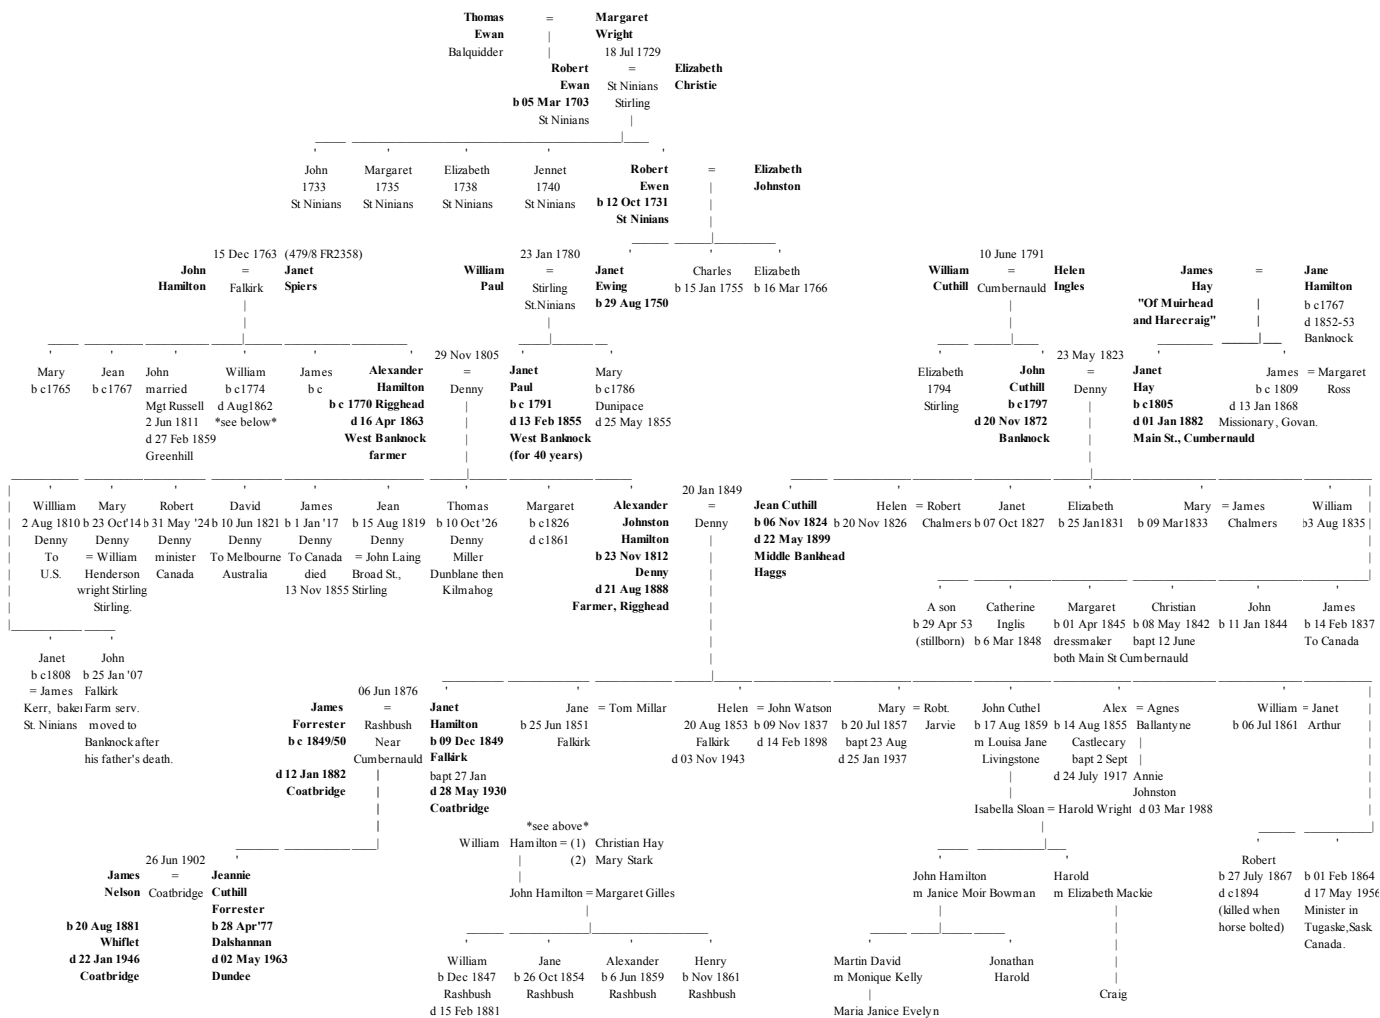 Thomas = Margaret
Ewan Wright
Balquidder 18 Jul 1729
Robert = Elizabeth
Ewan St Ninians Christie
b 05 Mar 1703 Stirling
St Ninians
John Margaret Elizabeth Jennet Robert = Elizabeth
1733 1735 1738 1740 Ewen Johnston
St Ninians St Ninians St Ninians St Ninians b 12 Oct 1731
St Ninians
15 Dec 1763 (479/8 FR2358) 23 Jan 1780 10 June 1791
John = Janet William = Janet Charles Elizabeth William = Helen James = Jane
Hamilton Falkirk Spiers Paul Stirling Ewing b 15 Jan 1755 b 16 Mar 1766 Cuthill Cumbernauld Ingles Hay Hamilton
St.Ninians b 29 Aug 1750 "Of Muirhead b c1767
and Harecraig" d 1852-53
Banknock
29 Nov 1805 23 May 1823
Mary Jean John William James Alexander = Janet Mary Elizabeth John = Janet James = Margaret
b c1765 b c1767 married b c1774 b c Hamilton Denny Paul b c1786 1794 Cuthill Denny Hay b c 1809 Ross
Mgt Russell d Aug1862 b c 1770 Rigghead b c 1791 Dunipace Stirling b c1797 b c1805 d 13 Jan 1868
2 Jun 1811 *see below* d 16 Apr 1863 d 13 Feb 1855 d 25 May 1855 d 20 Nov 1872 d 01 Jan 1882 Missionary, Govan.
d 27 Feb 1859 West Banknock West Banknock Banknock Main St., Cumbernauld
Greenhill farmer (for 40 years)
20 Jan 1849
Willliam Mary Robert David James Jean Thomas Margaret Alexander = Jean Cuthill Helen = Robert Janet Elizabeth Mary = James William
2 Aug 1810 b 23 Oct'14 b 31 May '24 b 10 Jun 1821 b 1 Jan '17 b 15 Aug 1819 b 10 Oct '26 b c1826 Johnston Denny b 06 Nov 1824 b 20 Nov 1826 Chalmers b 07 Oct 1827 b 25 Jan1831 b 09 Mar1833 Chalmers b3 Aug 1835
Denny Denny Denny Denny Denny Denny Denny d c1861 Hamilton d 22 May 1899
To = William minister To Melbourne To Canada = John Laing Miller b 23 Nov 1812 Middle Bankhead
U.S. Henderson Canada Australia died Broad St., Dunblane then Denny Haggs
wright Stirling 13 Nov 1855 Stirling Kilmahog d 21 Aug 1888
Stirling. Farmer, Rigghead
A son Catherine Margaret Christian John James
b 29 Apr 53 Inglis b 01 Apr 1845 b 08 May 1842 b 11 Jan 1844 b 14 Feb 1837
(stillborn) b 6 Mar 1848 dressmaker bapt 12 June To Canada
both Main St Cumbernauld
Janet John
b c1808 b 25 Jan '07
= James Falkirk
Kerr, baker Farm serv.
St. Ninians moved to
Banknock after
his father's death.
06 Jun 1876
James = Janet Jane = Tom Millar Helen = John Watson Mary = Robt. John Cuthel Alex = Agnes William = Janet
Forrester Rashbush Hamilton b 25 Jun 1851 20 Aug 1853 b 09 Nov 1837 b 20 Jul 1857 Jarvie b 17 Aug 1859 b 14 Aug 1855 Ballantyne b 06 Jul 1861 Arthur
b c 1849/50 Near b 09 Dec 1849 Falkirk Falkirk d 14 Feb 1898 bapt 23 Aug m Louisa Jane Castlecary
Cumbernauld Falkirk d 03 Nov 1943 d 25 Jan 1937 Livingstone bapt 2 Sept
d 12 Jan 1882 bapt 27 Jan d 24 July 1917 Annie
Coatbridge d 28 May 1930 Johnston
Coatbridge Isabella Sloan = Harold Wright d 03 Mar 1988
*see above*
William Hamilton = (1) Christian Hay
(2) Mary Stark
John Hamilton = Margaret Gilles
26 Jun 1902
James = Jeannie
Nelson Coatbridge Cuthill
Forrester
b 20 Aug 1881 b 28 Apr'77
Whiflet Dalshannan
d 22 Jan 1946 d 02 May 1963
Coatbridge Dundee
William Jane Alexander Henry
b Dec 1847 b 26 Oct 1854 b 6 Jun 1859 b Nov 1861
Rashbush Rashbush Rashbush Rashbush
d 15 Feb 1881
John Hamilton Harold
m Janice Moir Bowman m Elizabeth Mackie
Martin David Jonathan
m Monique Kelly Harold
Craig
Maria Janice Evelyn
Robert
b 27 July 1867 b 01 Feb 1864
d c1894 d 17 May 1956
(killed when Minister in
horse bolted) Tugaske,Sask
Canada.